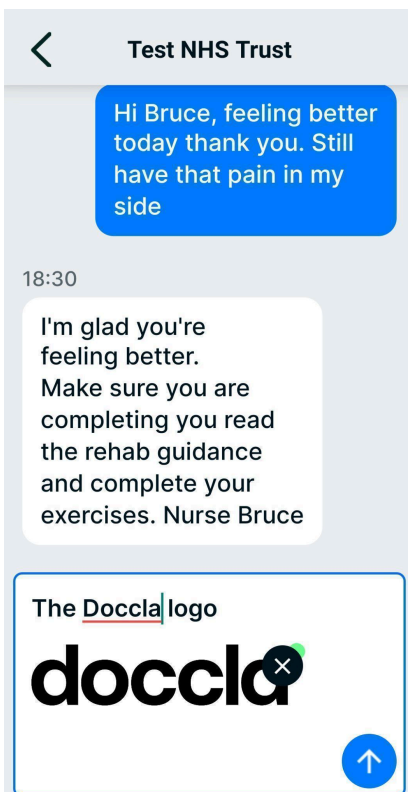 Test NHS Trust
Hi Bruce, feeling better
today thank you. Still
have that pain in my
side
18:30
I'm glad you're
feeling better.
Make sure you are
completing you read
the rehab guidance
and complete your
exercises. Nurse Bruce
The Doccla logo
doccla